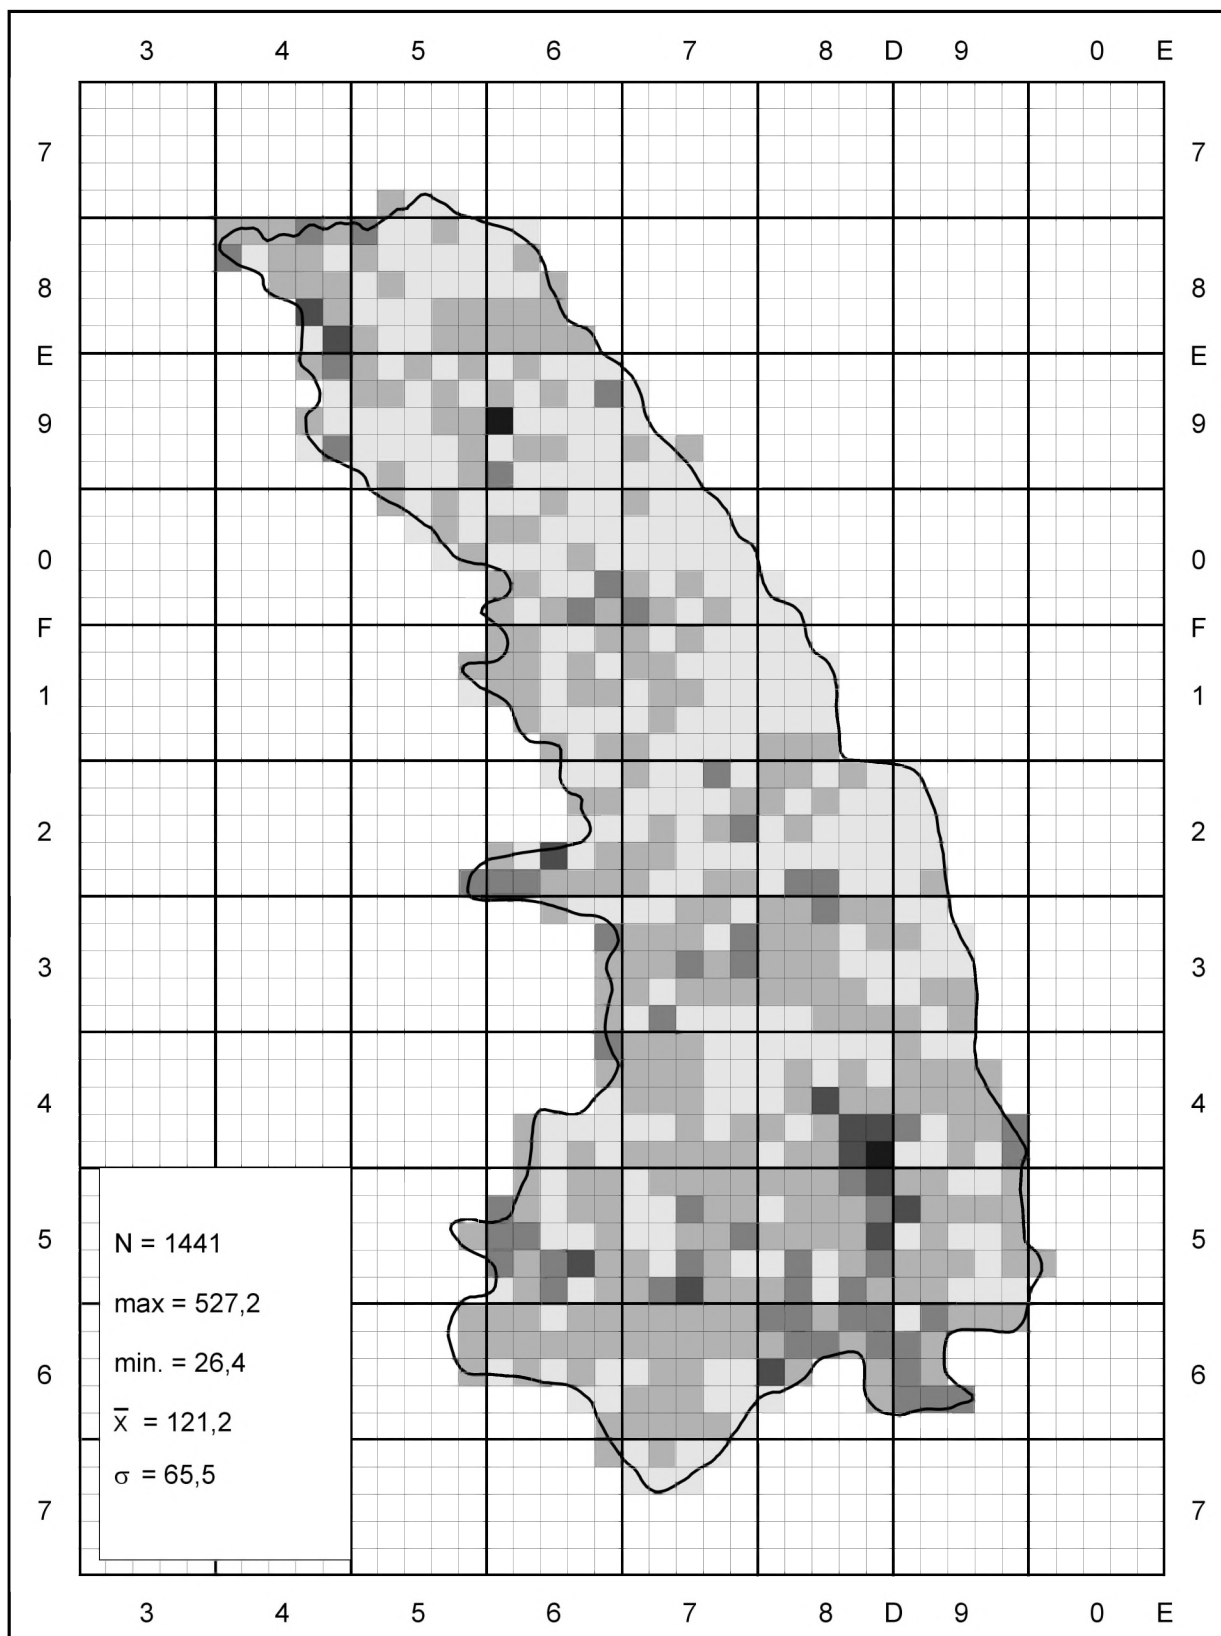 3 4 5 6 7 8 D 9 0 E
7 7
8 8
E E
9 9
0 0
F F
1 1
2 2
3 3
4 4
5 5
N = 1441
max = 527,2
min. = 26,4
6 6
x̅ = 121,2
σ = 65,5
7 7
3 4 5 6 7 8 D 9 0 E